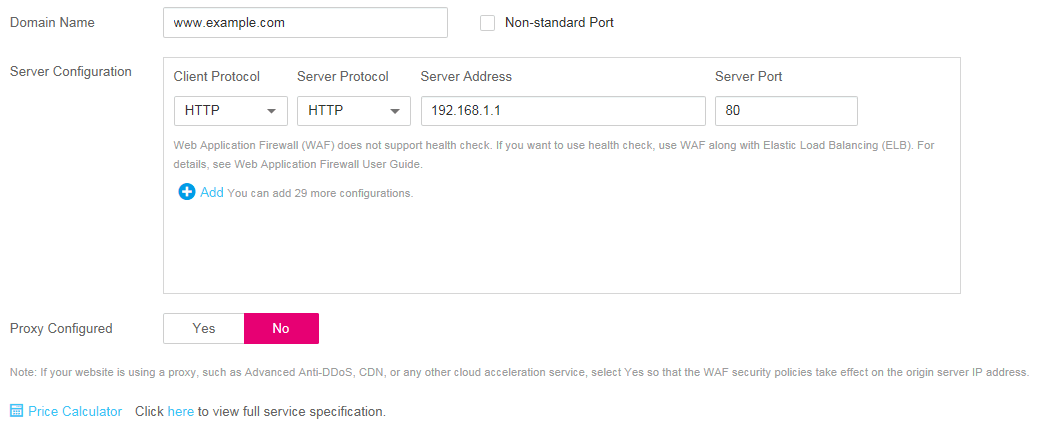 Domain Name www.example.com Non-standard Port
Server Configuration Client Protocol Server Protocol Server Address Server Port
HTTP HTTP 192.168.1.1 80
Web Application Firewall (WAF) does not support health check. If you want to use health check, use WAF along with Elastic Load Balancing (ELB). For
details, see Web Application Firewall User Guide.
Add You can add 29 more configurations.
Proxy Configured Yes No
Note: If your website is using a proxy, such as Advanced Anti-DDoS, CDN, or any other cloud acceleration service, select Yes so that the WAF security policies take effect on the origin server IP address.
Price Calculator Click here to view full service specification.